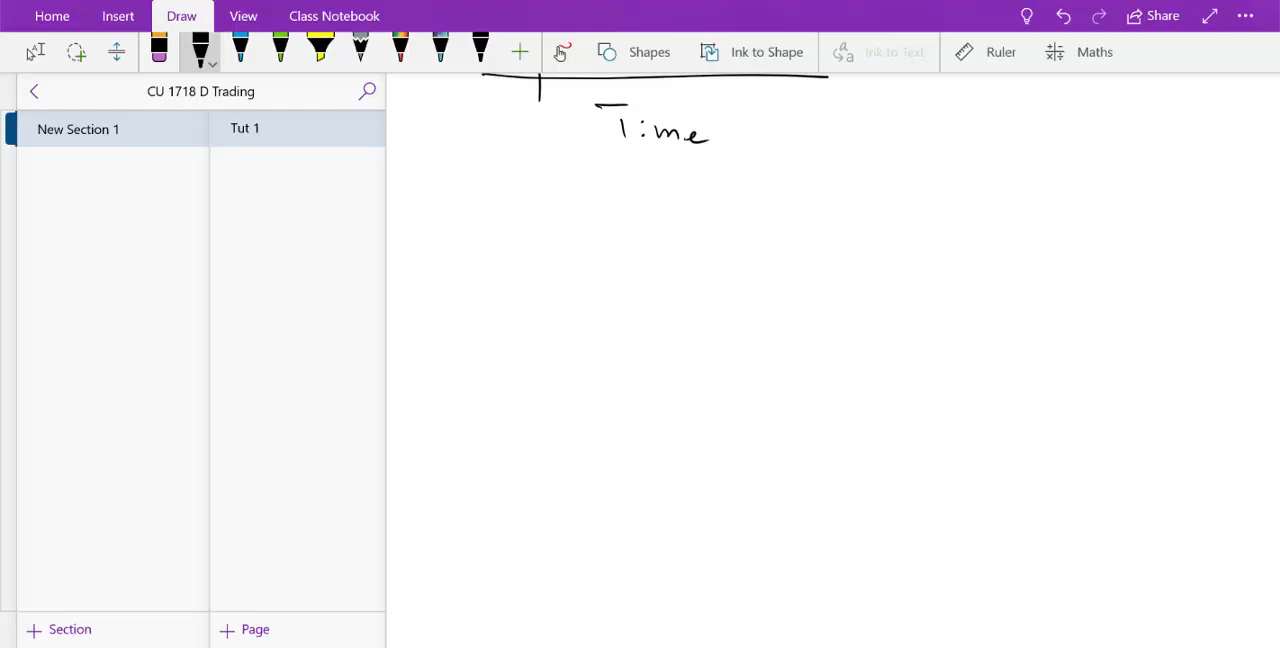 Home Insert Draw View Class Notebook Share
Shapes Ink to Shape Ink to Text Ruler Maths
CU 1718 D Trading
New Section 1 Tut 1
Time
Section Page